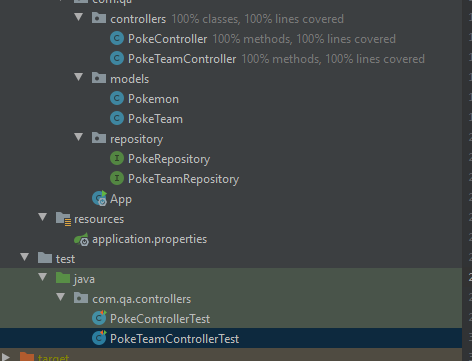 com.qa
controllers 100% classes, 100% lines covered
PokeController 100% methods, 100% lines covered
PokeTeamController 100% methods, 100% lines covered
models
Pokemon
PokeTeam
repository
PokeRepository
PokeTeamRepository
App
resources
application.properties
test
java
com.qa.controllers
PokeControllerTest
PokeTeamControllerTest
target